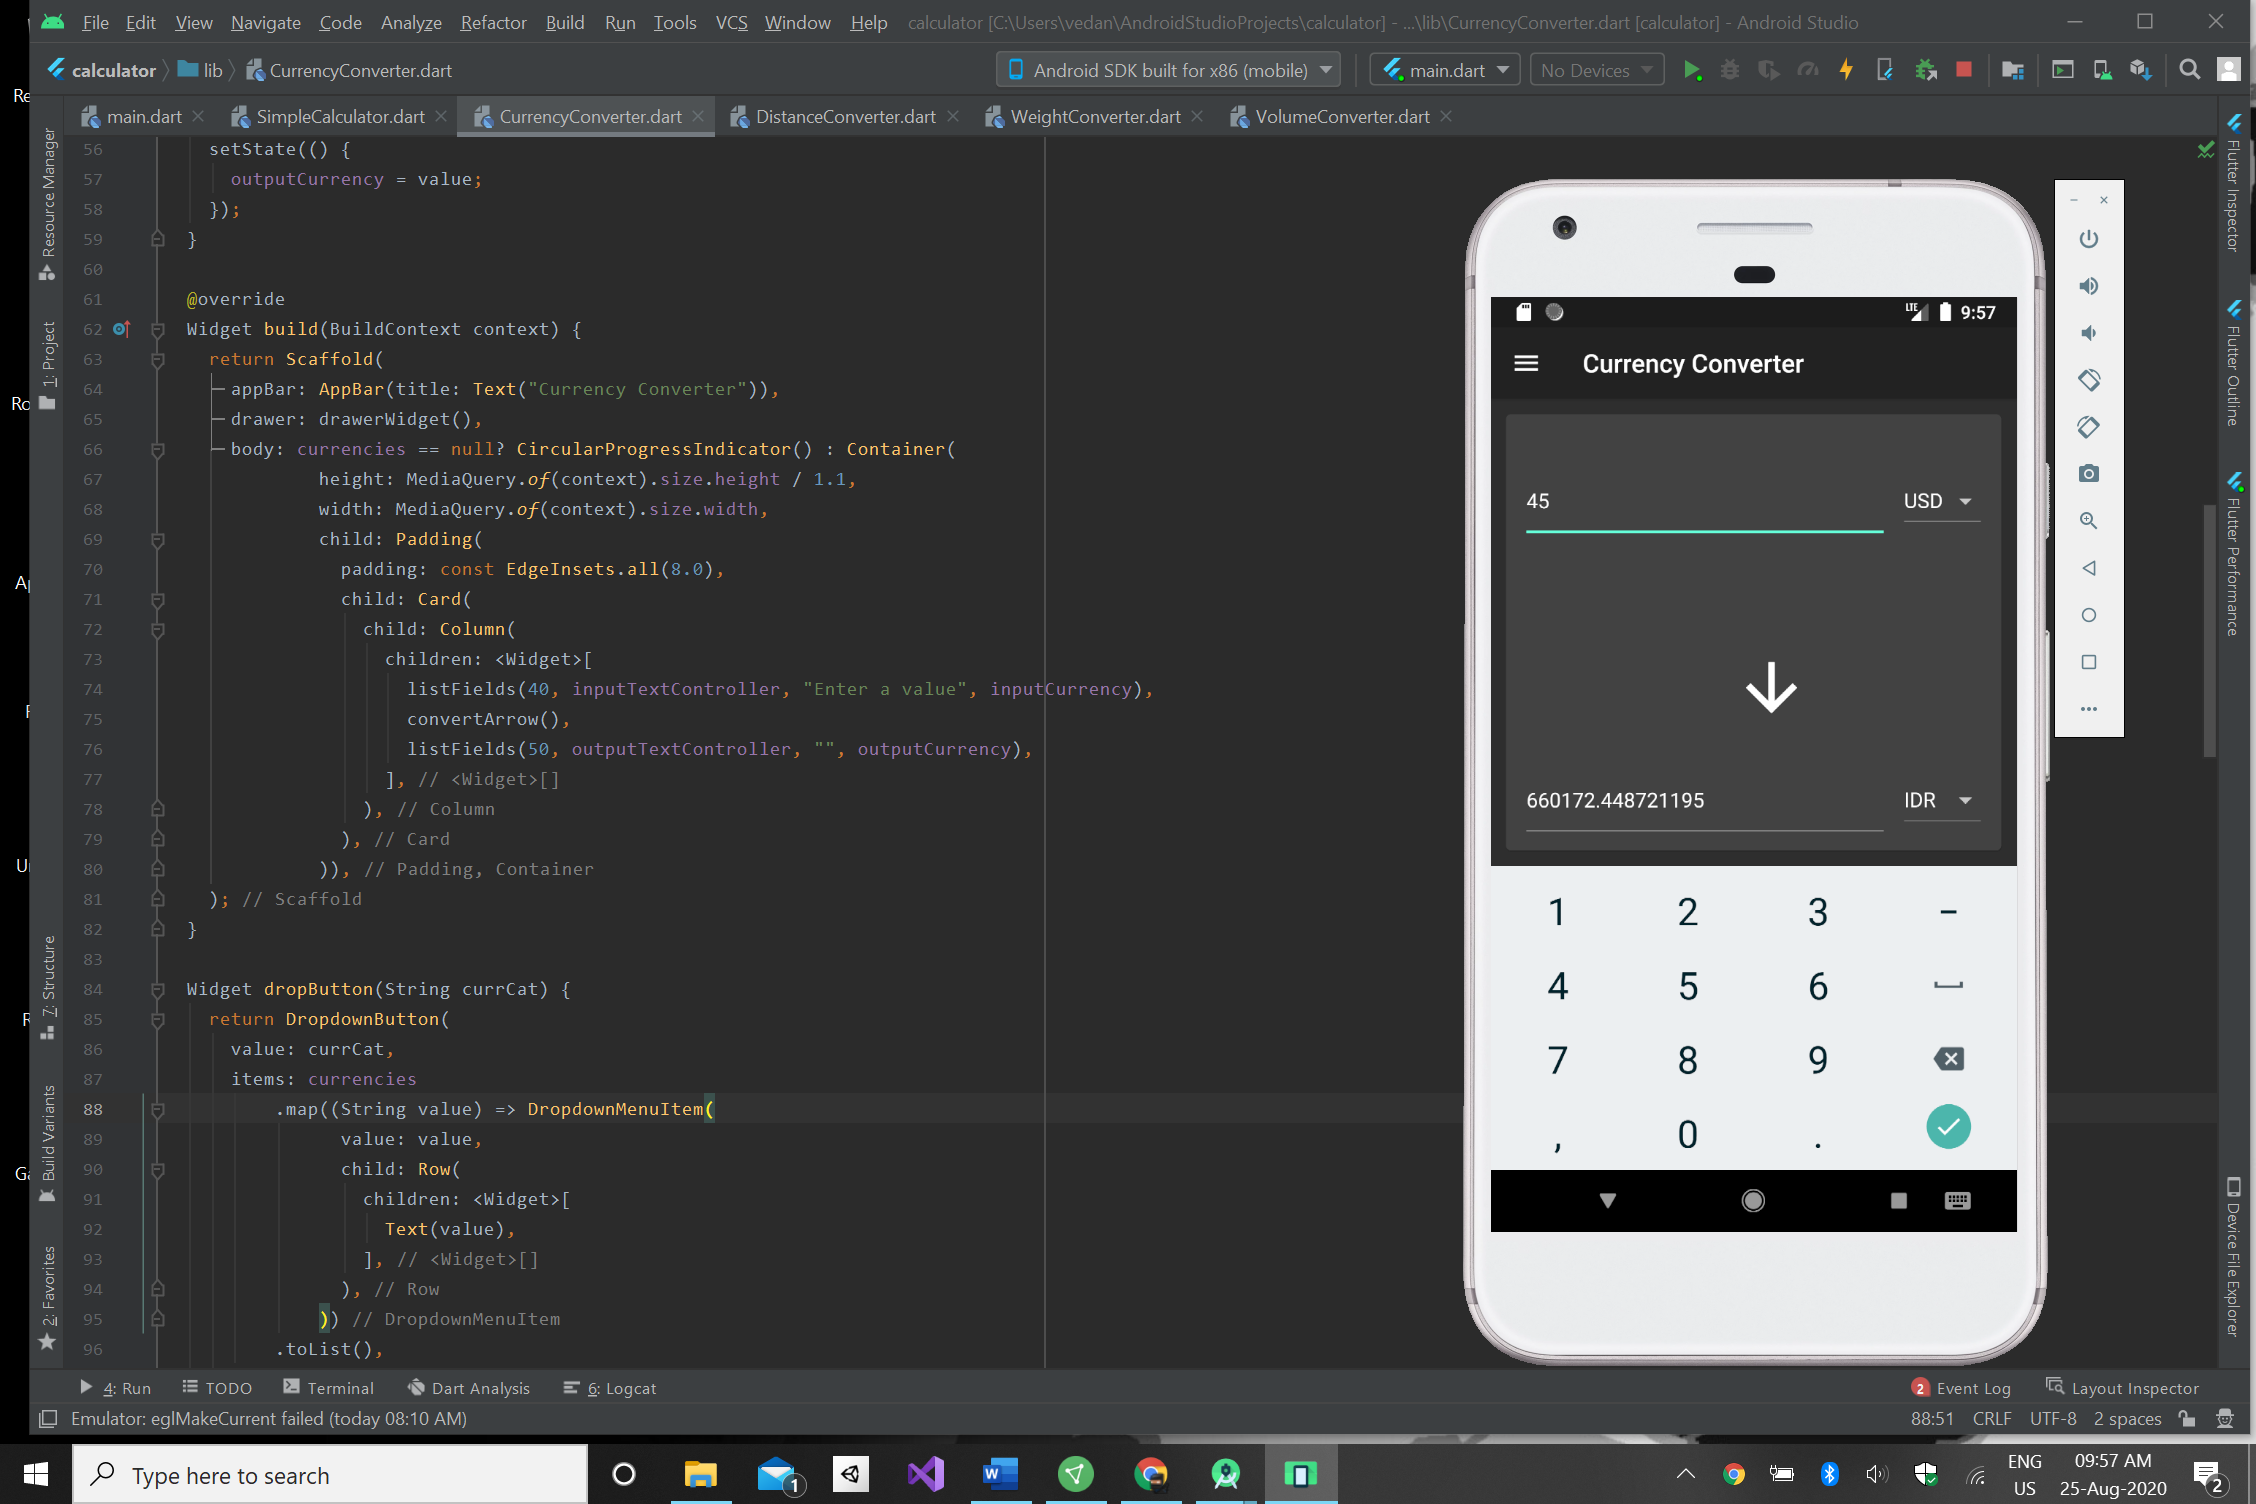 File Edit View Navigate Code Analyze Refactor Build Run Tools VCS Window Help calculator [C:\Users\vedan\AndroidStudioProjects\calculator] - ...\lib\CurrencyConverter.dart [calculator] - Android Studio
calculator lib CurrencyConverter.dart Android SDK built for x86 (mobile) main.dart No Devices
main.dart SimpleCalculator.dart CurrencyConverter.dart DistanceConverter.dart WeightConverter.dart VolumeConverter.dart
Re
Ro
Ap
F
Ur
R
Ga
Resource Manager
1: Project
7: Structure
Build Variants
2: Favorites
56 setState(() {
57 outputCurrency = value;
58 });
59 }
60
61 @override
62 Widget build(BuildContext context) {
63 return Scaffold(
64 appBar: AppBar(title: Text("Currency Converter")),
65 drawer: drawerWidget(),
66 body: currencies == null? CircularProgressIndicator() : Container(
67 height: MediaQuery.of(context).size.height / 1.1,
68 width: MediaQuery.of(context).size.width,
69 child: Padding(
70 padding: const EdgeInsets.all(8.0),
71 child: Card(
72 child: Column(
73 children: <Widget>[
74 listFields(40, inputTextController, "Enter a value", inputCurrency),
75 convertArrow(),
76 listFields(50, outputTextController, "", outputCurrency),
77 ], // <Widget>[]
78 ), // Column
79 ), // Card
80 )), // Padding, Container
81 ); // Scaffold
82 }
83
84 Widget dropButton(String currCat) {
85 return DropdownButton(
86 value: currCat,
87 items: currencies
88 .map((String value) => DropdownMenuItem(
89 value: value,
90 child: Row(
91 children: <Widget>[
92 Text(value),
93 ], // <Widget>[]
94 ), // Row
95 )) // DropdownMenuItem
96 .toList(),
LTE 9:57
Currency Converter
45 USD
660172.448721195 IDR
1 2 3 -
4 5 6
7 8 9
, 0 .
Flutter Inspector
Flutter Outline
Flutter Performance
Device File Explorer
4: Run TODO Terminal Dart Analysis 6: Logcat 2 Event Log Layout Inspector
Emulator: eglMakeCurrent failed (today 08:10 AM) 88:51 CRLF UTF-8 2 spaces
Type here to search 1 ENG 09:57 AM
US 25-Aug-2020 2